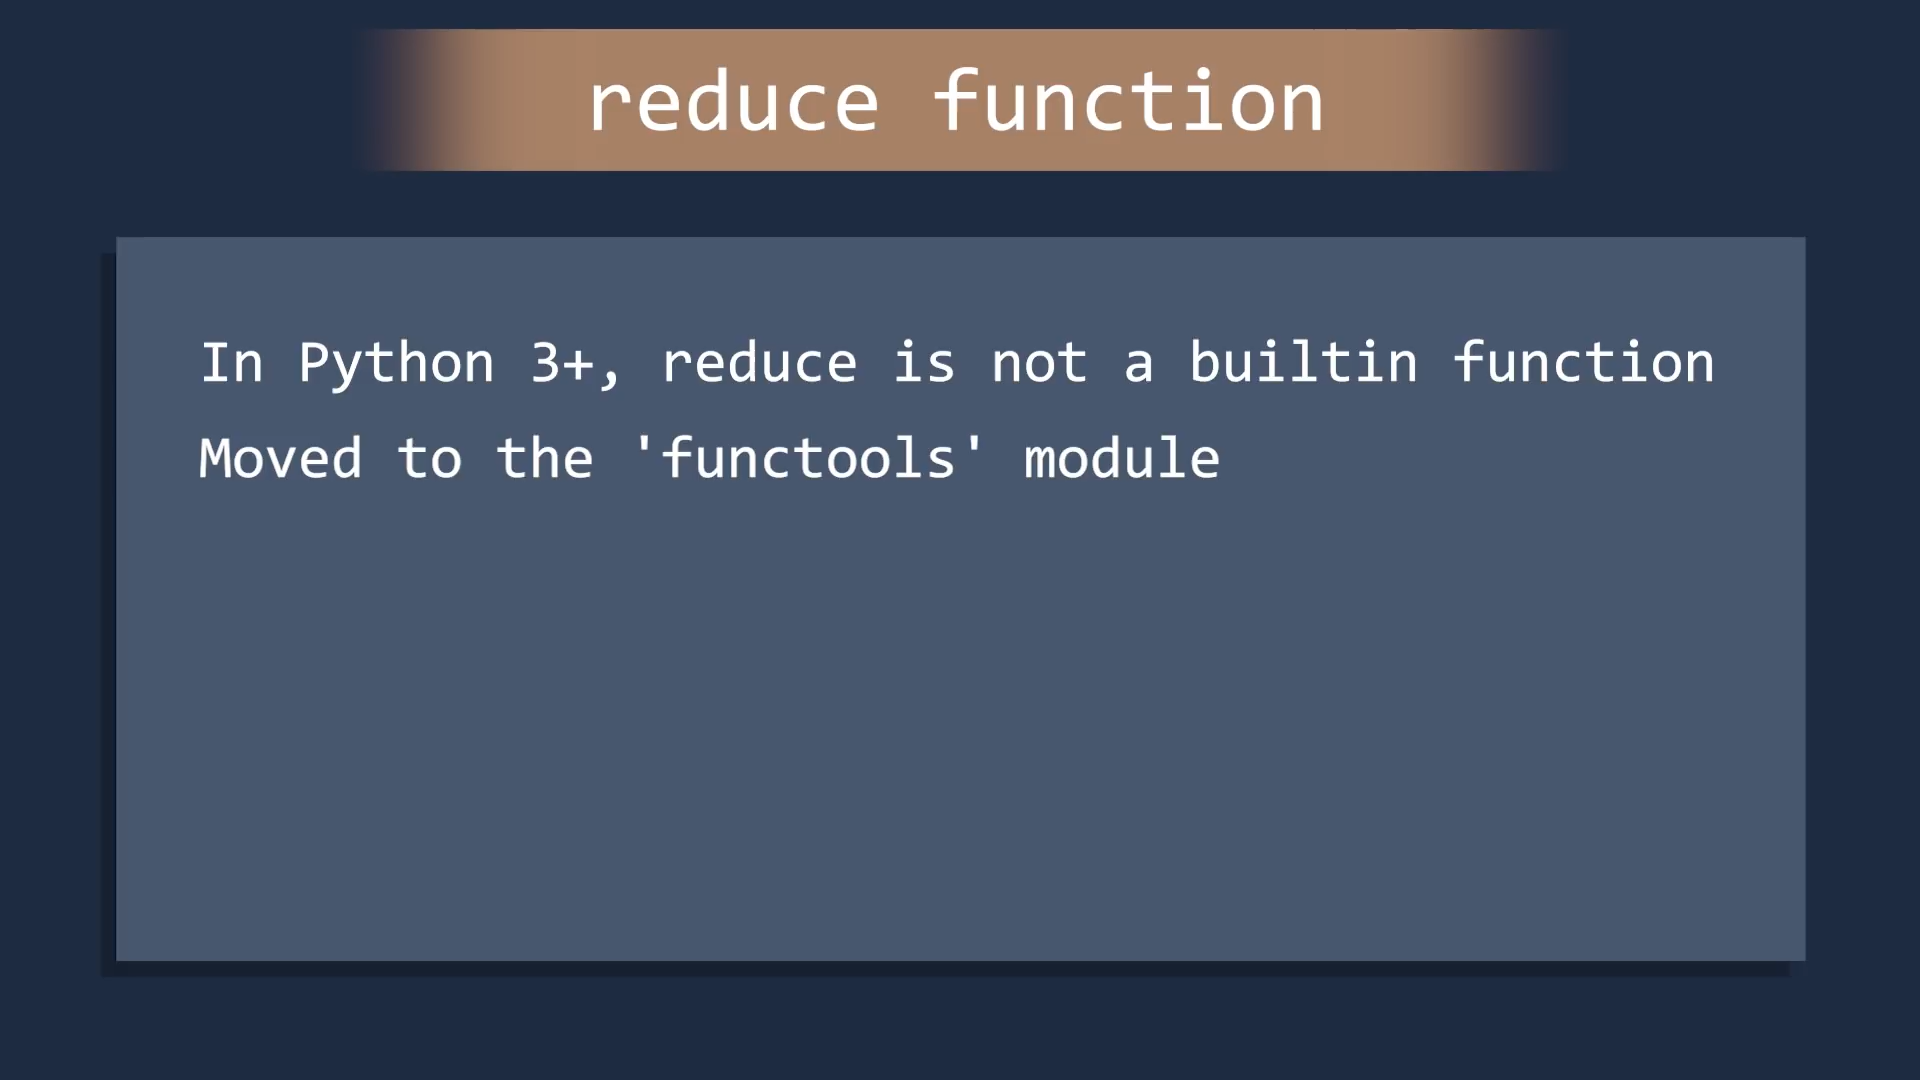 reduce function
In Python 3+, reduce is not a builtin function
Moved to the 'functools' module